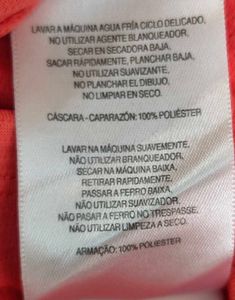 LAVAR A MÁQUINA AGUA FRIA CICLO DELICADO,
NO UTILIZAR AGENTE BLANQUEADOR,
SECAR EN SECADORA BAJA,
SACAR RÁPIDAMENTE, PLANCHAR BAJA,
NO UTILIZAR SUAVIZANTE.
NO PLANCHAR EL DIBUJO,
NO LIMPIAR EN SECO.
CÁSCARA - CAPARAZÓN: 100% POLIÉSTER
LAVAR NA MÁQUINA SUAVEMENTE,
NÃO UTILIZAR BRANQUEADOR,
SECAR NA MÁQUINA BAIXA,
RETIRAR RAPIDAMENTE,
PASSAR A FERRO BAIXA,
NÃO UTILIZAR SUAVIZADOR,
NÃO PASAR A FERRO NO TRESPASSE,
NÃO UTILIZAR LIMPEZA A SECO.
ARMAÇÃO: 100% POLIESTER